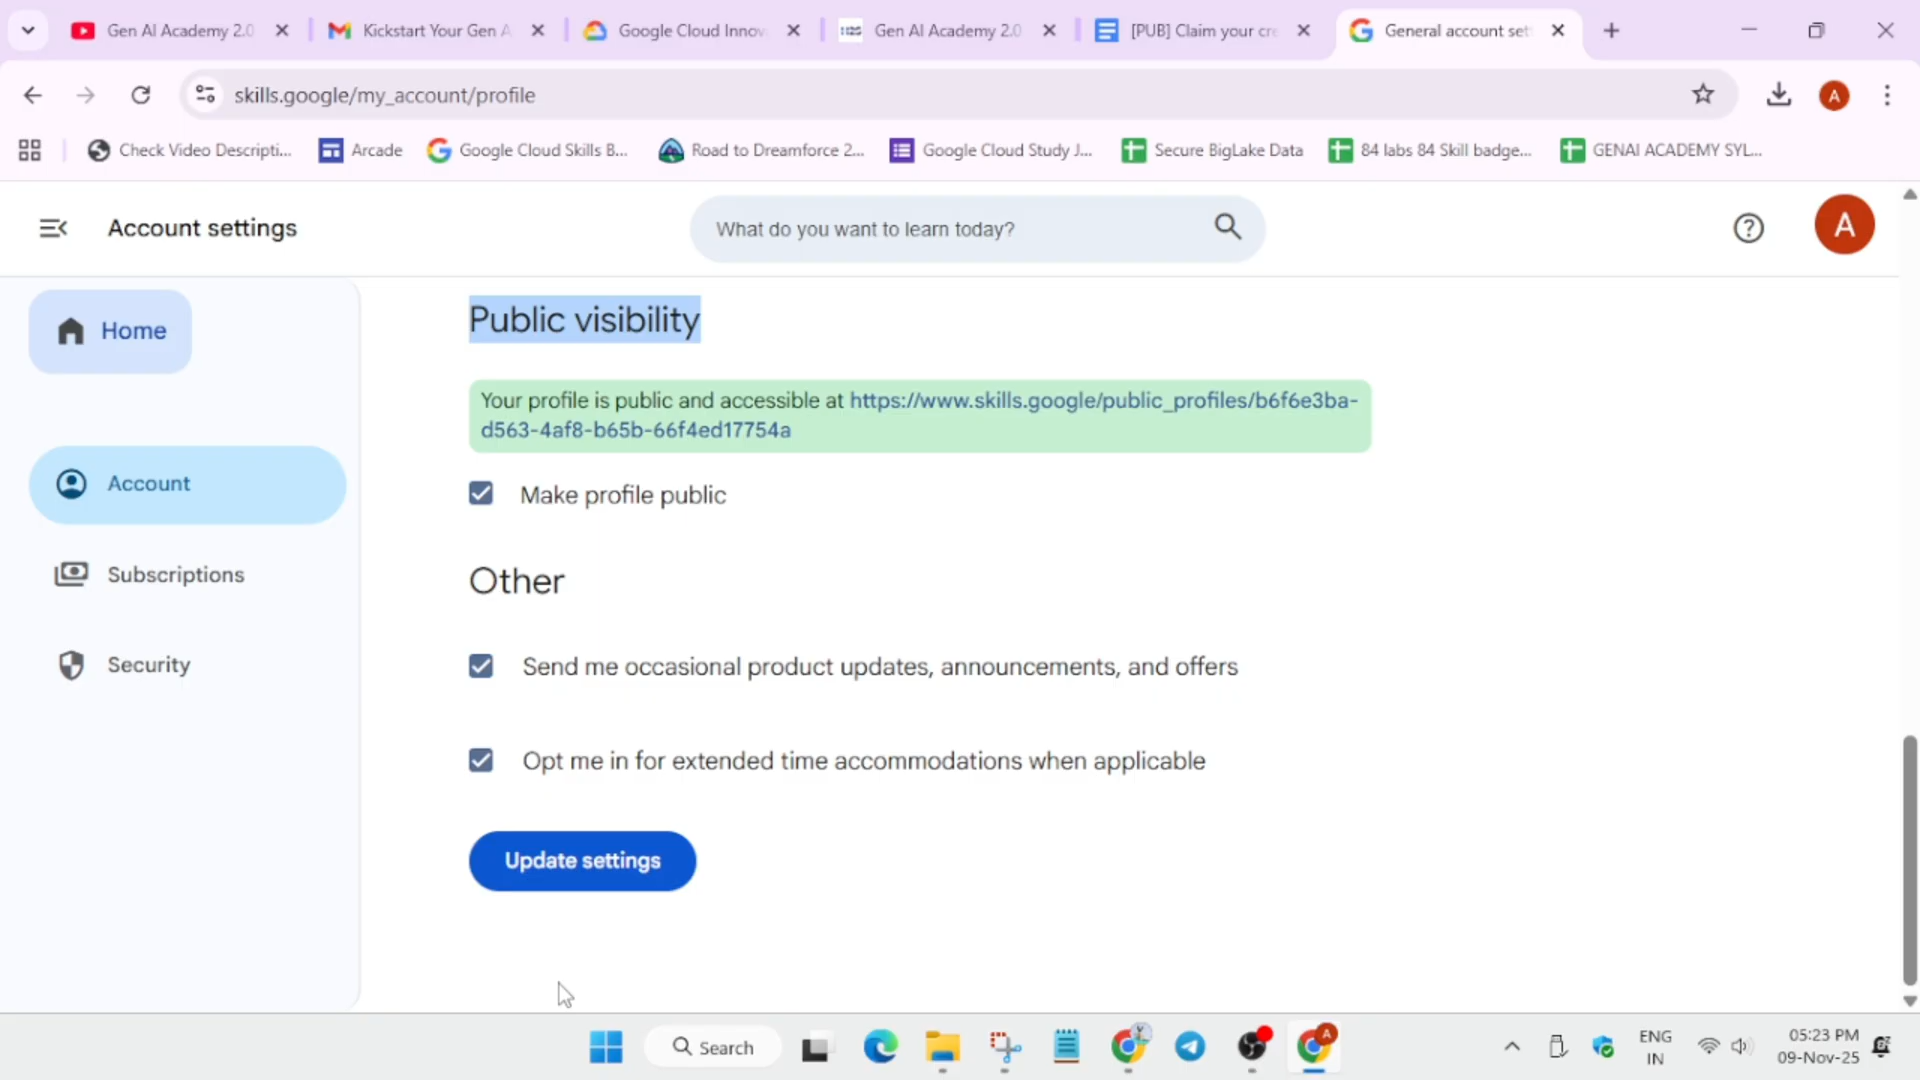 Gen AI Academy 2.0
Kickstart Your Gen A
Google Cloud Innov
Gen AI Academy 2.0
[PUB] Claim your cre
General account sett
skills.google/my_account/profile
A
Check Video Descripti...
Arcade
Google Cloud Skills B...
Road to Dreamforce 2...
Google Cloud Study J...
Secure BigLake Data
84 labs 84 Skill badge...
GENAI ACADEMY SYL...
Account settings
What do you want to learn today?
A
Home
Account
Subscriptions
Security
Public visibility
Your profile is public and accessible at https://www.skills.google/public_profiles/b6f6e3ba-
d563-4af8-b65b-66f4ed17754a
Make profile public
Other
Send me occasional product updates, announcements, and offers
Opt me in for extended time accommodations when applicable
Update settings
Search
A
ENG
IN
05:23 PM
09-Nov-25